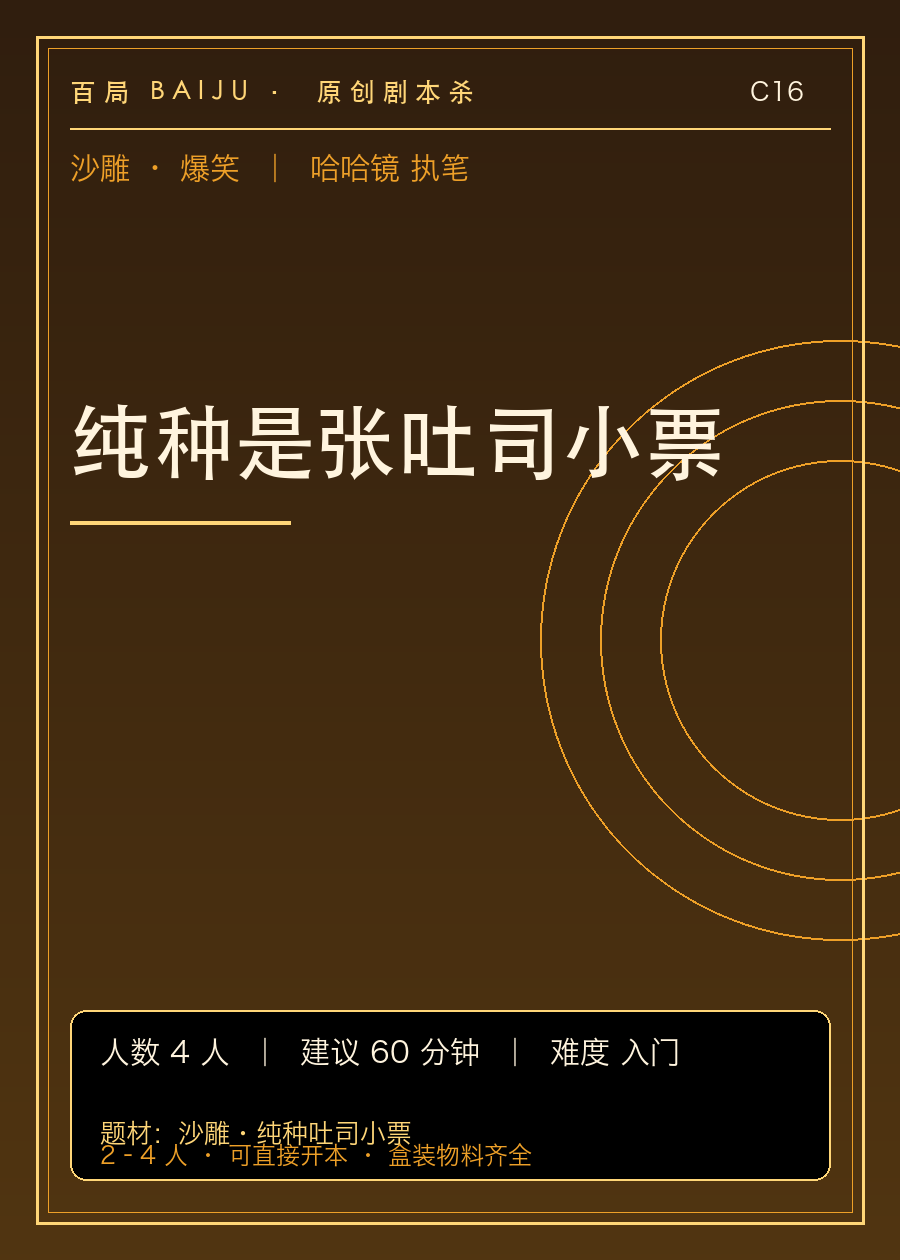 百局 BAIJU · 原创剧本杀 C16
沙雕 · 爆笑 ｜ 哈哈镜 执笔
纯种是张吐司小票
人数 4 人 ｜ 建议 60 分钟 ｜ 难度 入门
题材：沙雕·纯种吐司小票
2-4 人 · 可直接开本 · 盒装物料齐全